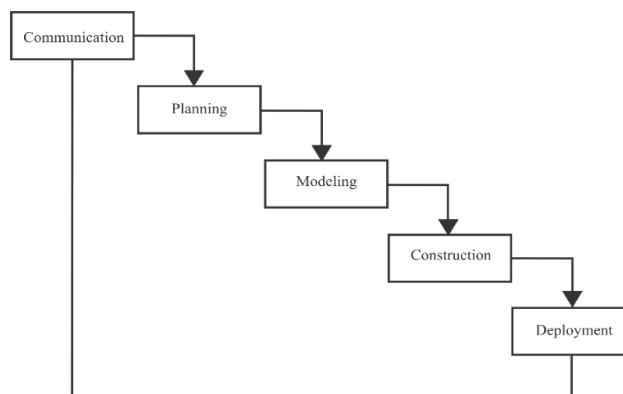 Communication
Planning
Modeling
Construction
Deployment